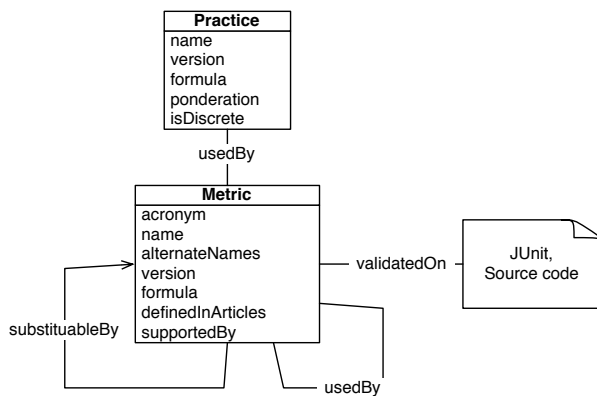 Practice
name
version
formula
ponderation
isDiscrete
usedBy
Metric
acronym
name
alternateNames
version
formula
definedInArticles
supportedBy
validatedOn
JUnit,
Source code
substituableBy
usedBy